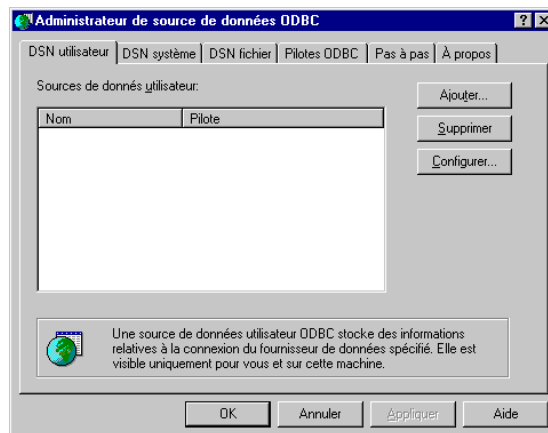 Administrateur de source de données ODBC
DSN utilisateur DSN système DSN fichier Pilotes ODBC Pas à pas À propos
Sources de donnés utilisateur:
Ajouter...
Nom Pilote
Supprimer
Configurer...
Une source de données utilisateur ODBC stocke des informations
relatives à la connexion du fournisseur de données spécifié. Elle est
visible uniquement pour vous et sur cette machine.
OK Annuler Appliquer Aide